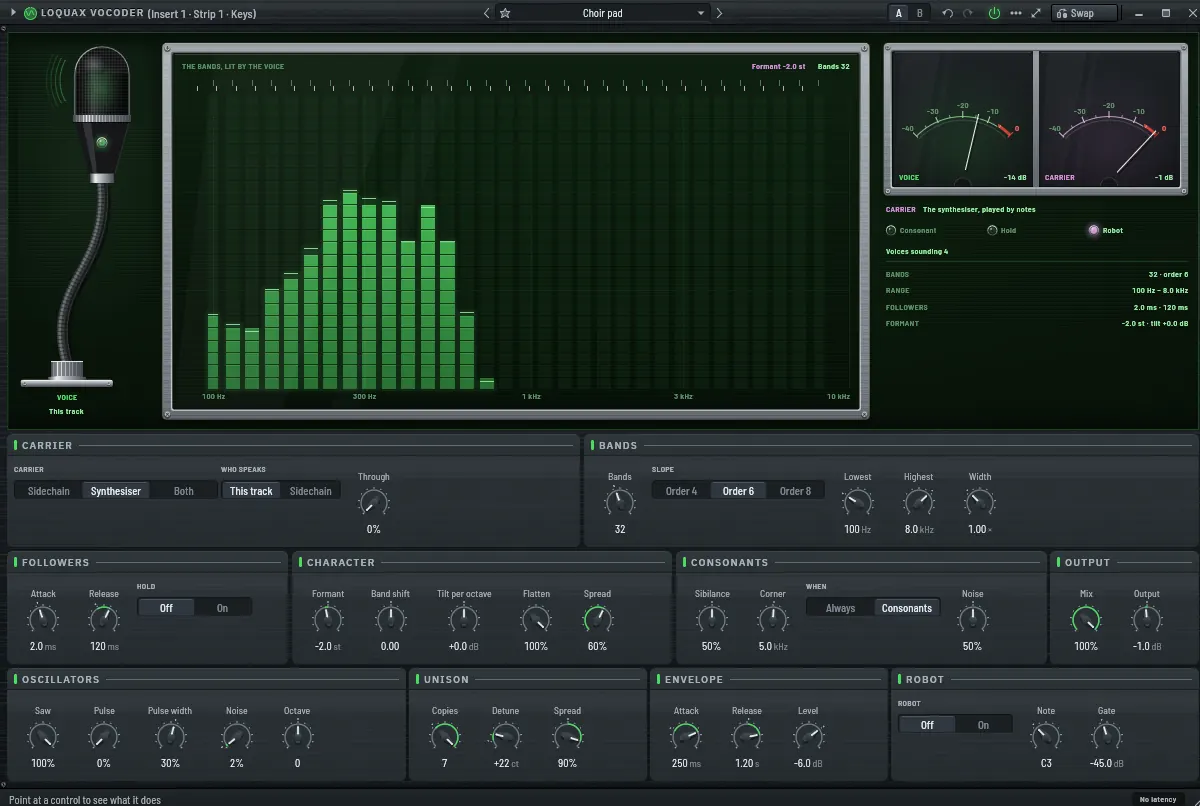 LOQUAX VOCODER (Insert 1 · Strip 1 · Keys)
Choir pad
A B
Swap
THE BANDS, LIT BY THE VOICE
Formant -2.0 st Bands 32
100 Hz 300 Hz 1 kHz 3 kHz 10 kHz
VOICE
This track
-40 -30 -20 -10 0
VOICE -14 dB
-40 -30 -20 -10 0
CARRIER -1 dB
CARRIER The synthesiser, played by notes
Consonant Hold Robot
Voices sounding 4
BANDS 32 · order 6
RANGE 100 Hz – 8.0 kHz
FOLLOWERS 2.0 ms · 120 ms
FORMANT -2.0 st · tilt +0.0 dB
CARRIER
CARRIER WHO SPEAKS
Sidechain Synthesiser Both This track Sidechain
Through
0%
BANDS
Bands SLOPE Lowest Highest Width
Order 4 Order 6 Order 8
32 100 Hz 8.0 kHz 1.00 ×
FOLLOWERS
Attack Release HOLD
Off On
2.0 ms 120 ms
CHARACTER
Formant Band shift Tilt per octave Flatten Spread
-2.0 st 0.00 +0.0 dB 100% 60%
CONSONANTS
Sibilance Corner WHEN Noise
Always Consonants
50% 5.0 kHz 50%
OUTPUT
Mix Output
100% -1.0 dB
OSCILLATORS
Saw Pulse Pulse width Noise Octave
100% 0% 30% 2% 0
UNISON
Copies Detune Spread
7 +22 ct 90%
ENVELOPE
Attack Release Level
250 ms 1.20 s -6.0 dB
ROBOT
ROBOT Note Gate
Off On
C3 -45.0 dB
Point at a control to see what it does
No latency